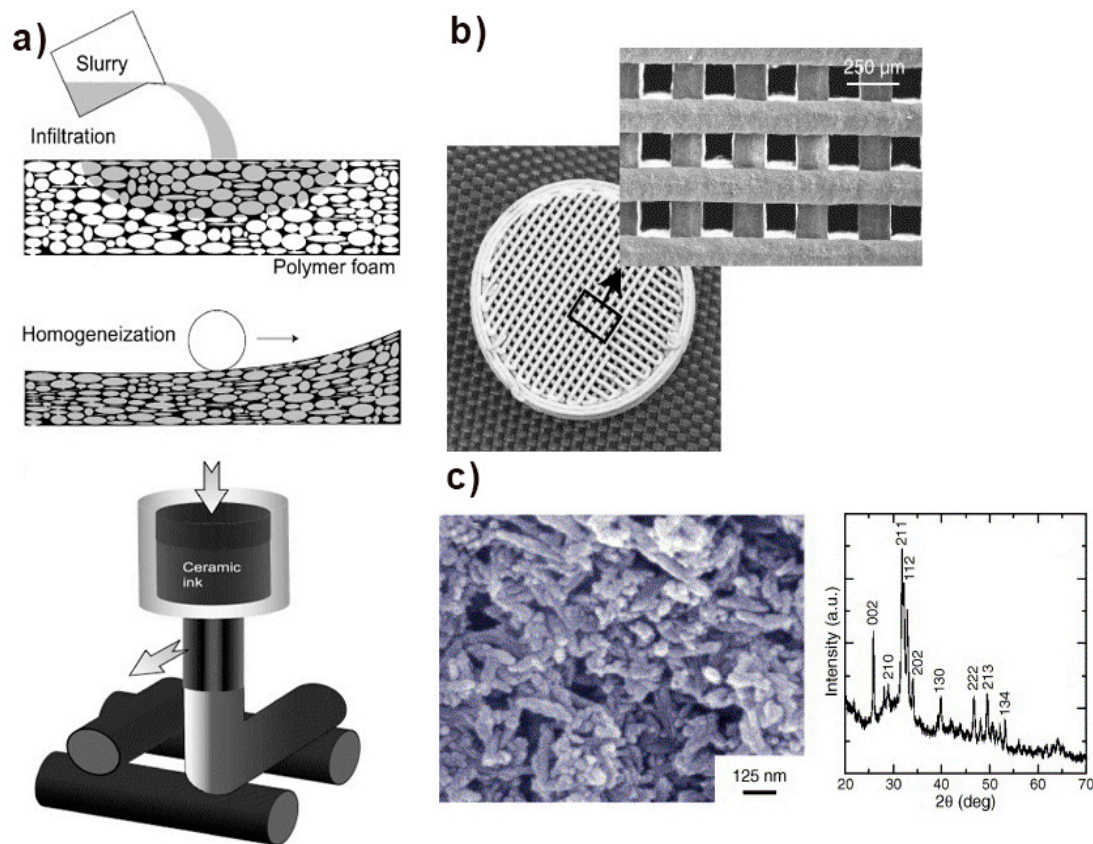 a)
Slurry
Infiltration
Polymer foam
Homogeneization
Ceramic
ink
b)
250 µm
c)
125 nm
Intensity (a.u.)
002
210
211
112
202
130
222
213
134
20 30 40 50 60 70
2θ (deg)